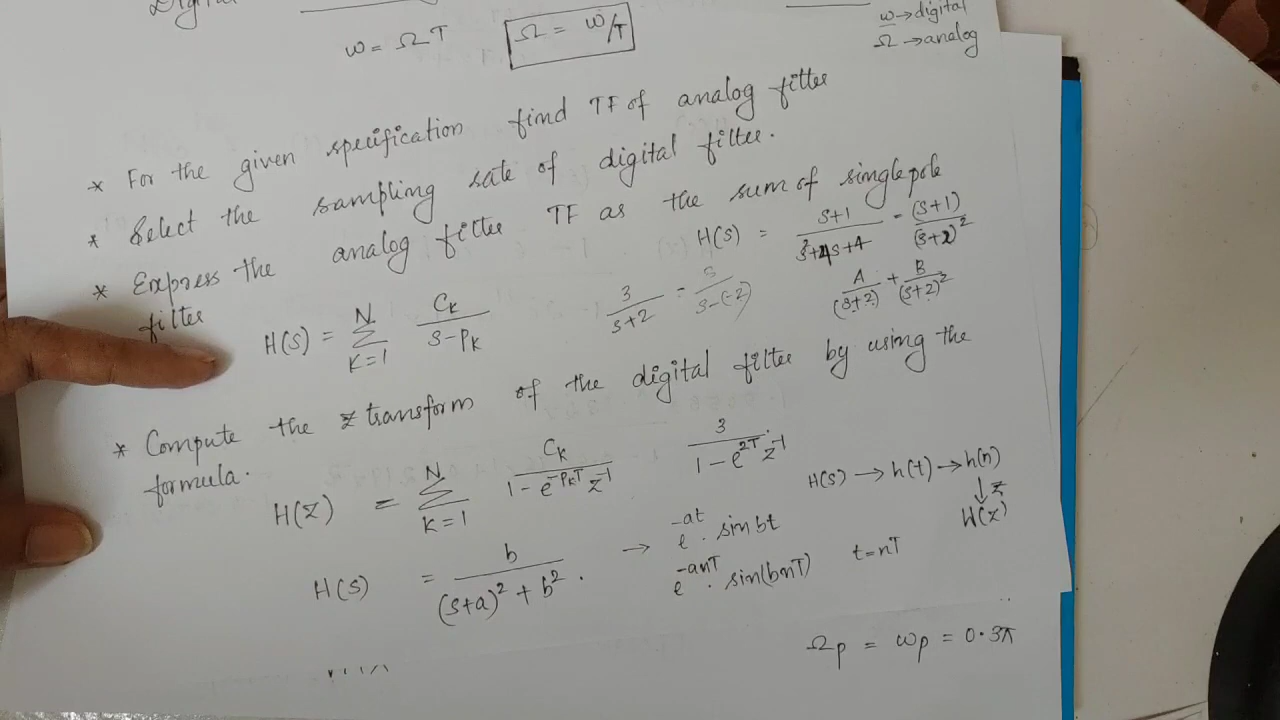 Digital
ω = ΩT
Ω = ω/T
ω → digital
Ω → analog
* For the given specification find TF of analog filter
* Select the sampling rate of digital filter.
* Express the analog filter TF as the sum of single pole
filter
H(s) = (s+1)/(s²+4s+4) = (s+1)/(s+2)²
H(s) = Σ_{K=1}^{N} C_K/(s-P_K)
3/(s+2) = 5/(s-(-2))
A/(s+2) + B/(s+2)²
* Compute the z transform of the digital filter by using the
formula.
H(z) = Σ_{K=1}^{N} C_K/(1-e^{-P_KT}z^{-1})
3/(1-e^{2T}z^{-1})
H(s) → h(t) → h(n)
↓ z
H(z)
H(s) = b/((s+a)²+b²). → e^{-at}. sin bt
e^{-anT}. sin(bnT) t=nT
Ωp = ωp = 0.3π